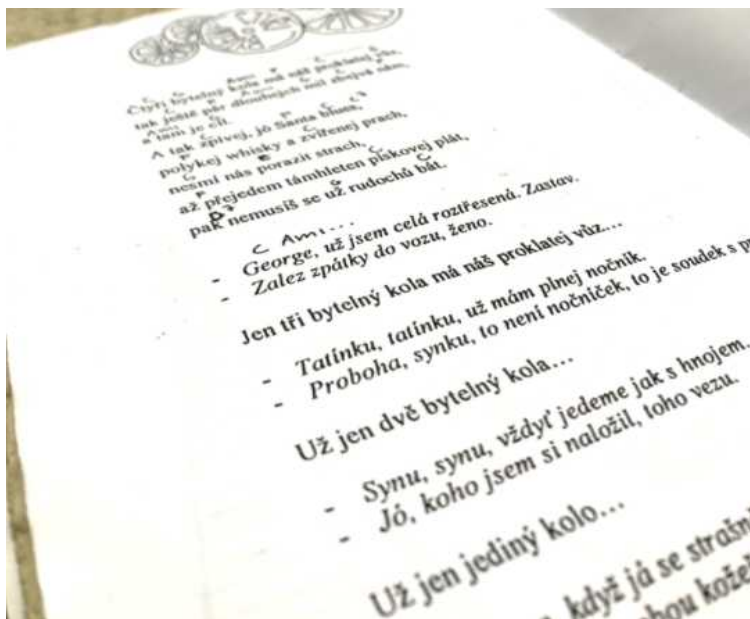 Čtyři bytelný kola má náš proklatej vůz,
tak ještě pár dlouhejch mil zbejvá nám,
a tam je cíl.
A tak zpívej, jó Santa blues,
polykej whisky a zvířenej prach,
nesmí nás porazit strach,
až přejedem támhleten pískovej plát,
pak nemusíš se už rudochů bát.
C Ami...
- George, už jsem celá roztřesená. Zastav.
- Zalez zpátky do vozu, ženo.
Jen tři bytelný kola má náš proklatej vůz...
- Tatínku, tatínku, už mám plnej nočník.
- Proboha, synku, to není nočníček, to je soudek s p
Už jen dvě bytelný kola...
- Synu, synu, vždyť jedeme jak s hnojem.
- Jó, koho jsem si naložil, toho vezu.
Už jen jediný kolo...
když já se strašn